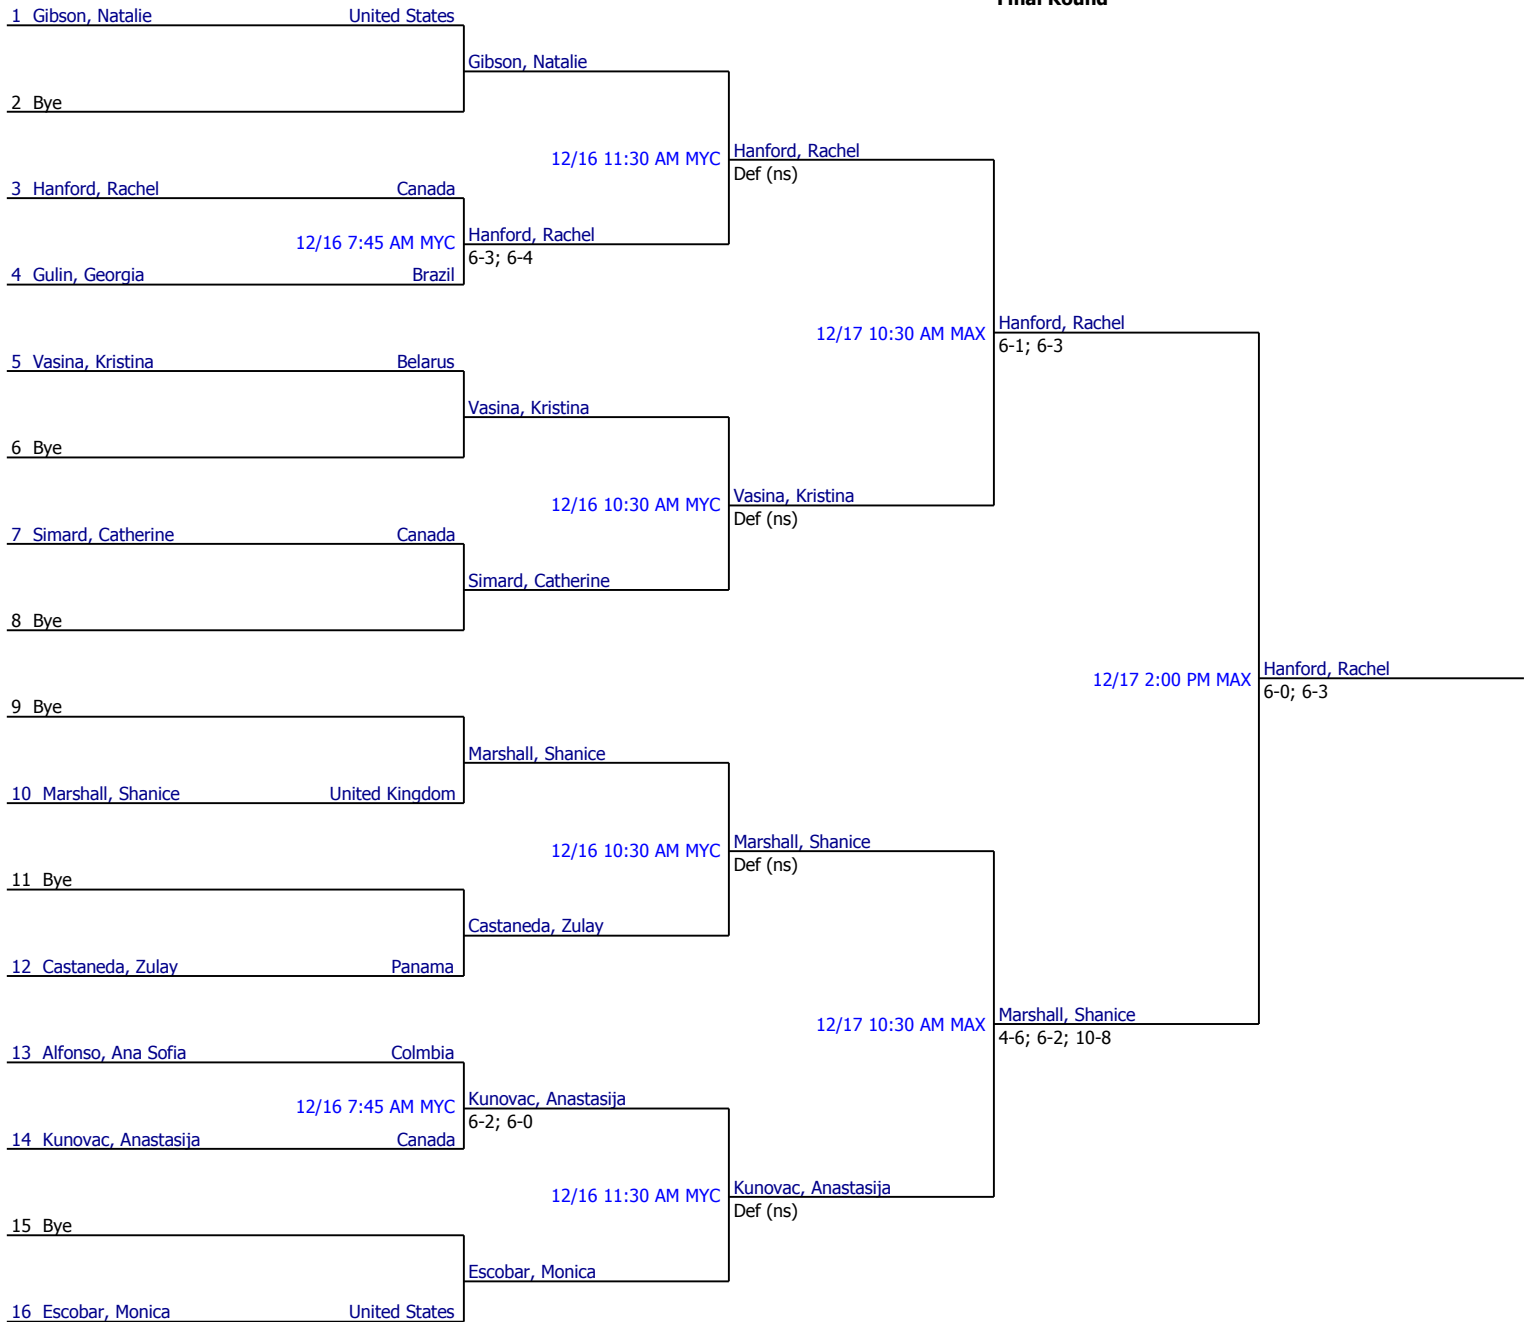 Final Round
1 Gibson, Natalie United States
Gibson, Natalie
2 Bye
12/16 11:30 AM MYC Hanford, Rachel
Def (ns)
3 Hanford, Rachel Canada
12/16 7:45 AM MYC Hanford, Rachel
6-3; 6-4
4 Gulin, Georgia Brazil
12/17 10:30 AM MAX Hanford, Rachel
6-1; 6-3
5 Vasina, Kristina Belarus
Vasina, Kristina
6 Bye
12/16 10:30 AM MYC Vasina, Kristina
Def (ns)
7 Simard, Catherine Canada
Simard, Catherine
8 Bye
12/17 2:00 PM MAX Hanford, Rachel
6-0; 6-3
9 Bye
Marshall, Shanice
10 Marshall, Shanice United Kingdom
12/16 10:30 AM MYC Marshall, Shanice
Def (ns)
11 Bye
Castaneda, Zulay
12 Castaneda, Zulay Panama
12/17 10:30 AM MAX Marshall, Shanice
4-6; 6-2; 10-8
13 Alfonso, Ana Sofia Colmbia
12/16 7:45 AM MYC Kunovac, Anastasija
6-2; 6-0
14 Kunovac, Anastasija Canada
12/16 11:30 AM MYC Kunovac, Anastasija
Def (ns)
15 Bye
Escobar, Monica
16 Escobar, Monica United States